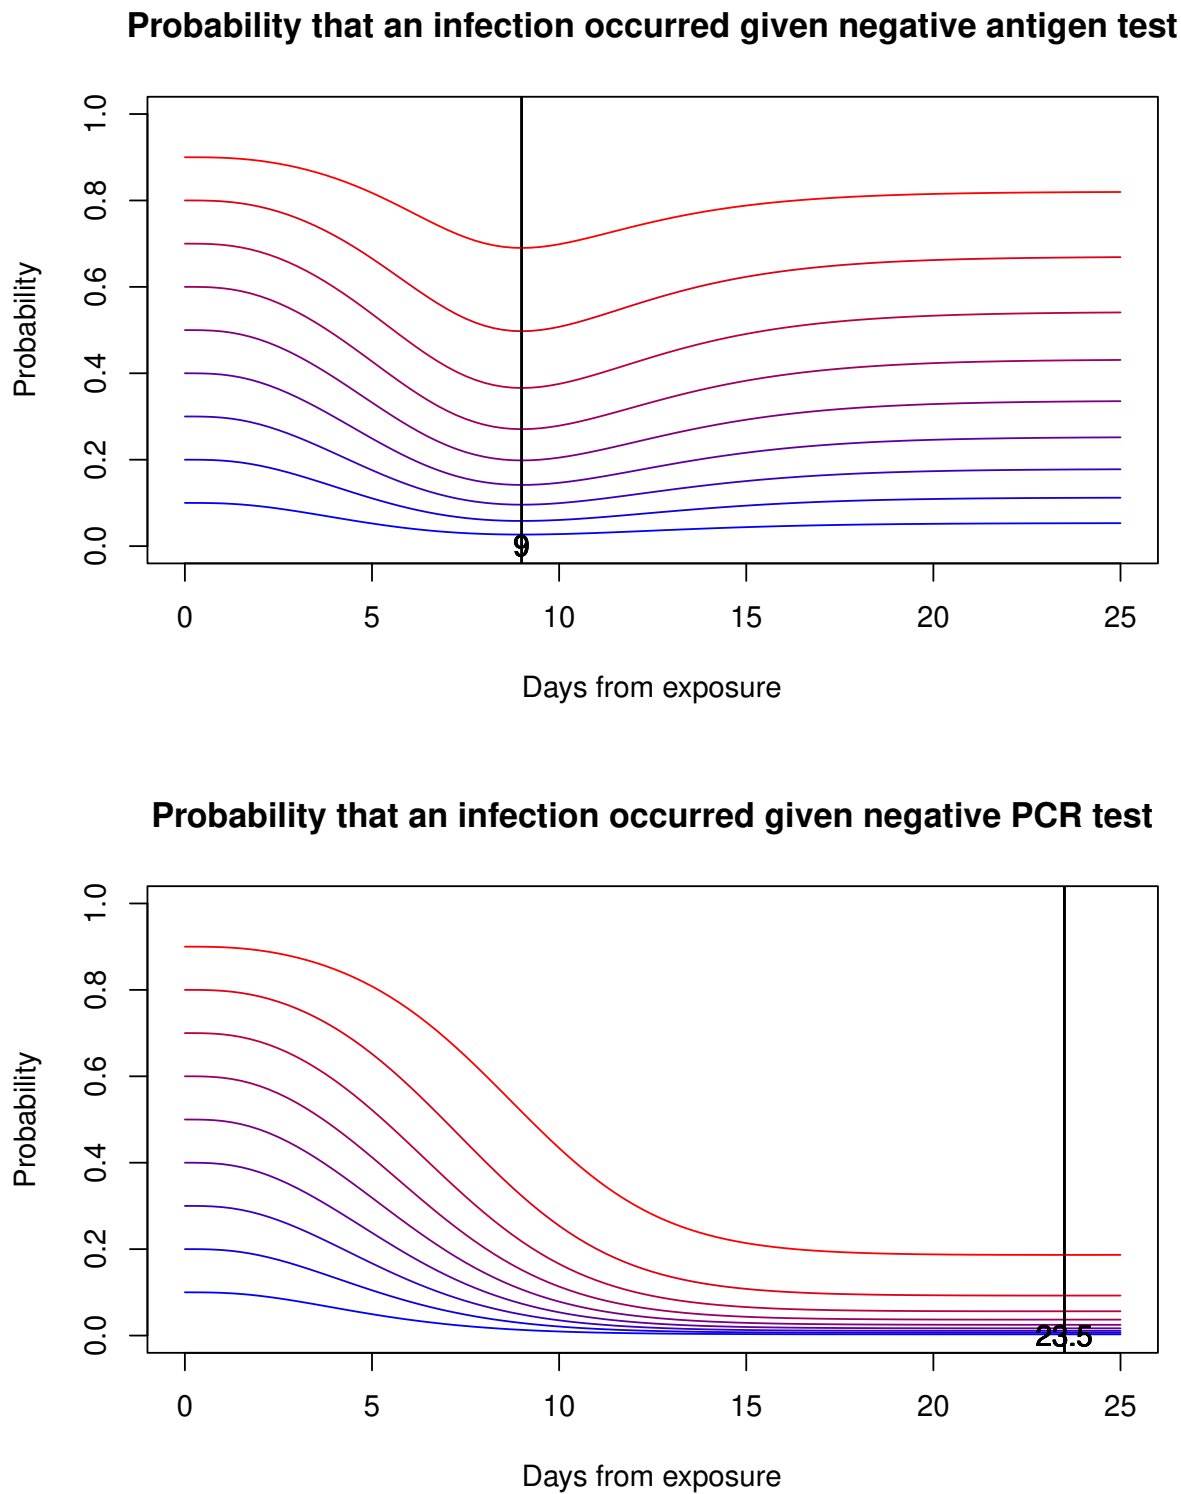 Probability that an infection occurred given negative antigen test
Probability
1.0
0.8
0.6
0.4
0.2
0.0
9
0 5 10 15 20 25
Days from exposure
Probability that an infection occurred given negative PCR test
Probability
1.0
0.8
0.6
0.4
0.2
0.0
23.5
0 5 10 15 20 25
Days from exposure